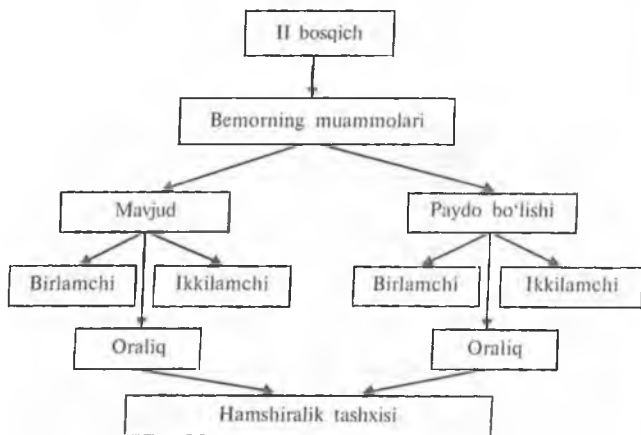 II bosqich
Bemorning muammolari
Mavjud
Paydo bo‘lishi
Birlamchi
Ikkilamchi
Birlamchi
Ikkilamchi
Oraliq
Oraliq
Hamshiralik tashxisi